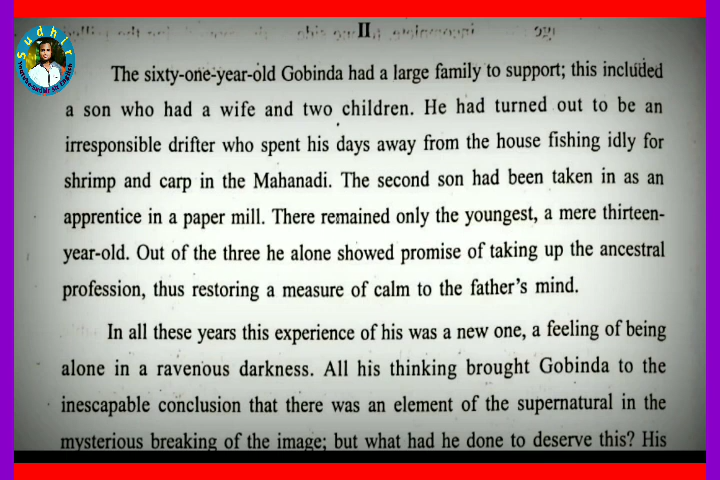 Sudhir
II
The sixty-one-year-old Gobinda had a large family to support; this included
a son who had a wife and two children. He had turned out to be an
irresponsible drifter who spent his days away from the house fishing idly for
shrimp and carp in the Mahanadi. The second son had been taken in as an
apprentice in a paper mill. There remained only the youngest, a mere thirteen-
year-old. Out of the three he alone showed promise of taking up the ancestral
profession, thus restoring a measure of calm to the father's mind.
In all these years this experience of his was a new one, a feeling of being
alone in a ravenous darkness. All his thinking brought Gobinda to the
inescapable conclusion that there was an element of the supernatural in the
mysterious breaking of the image; but what had he done to deserve this? His